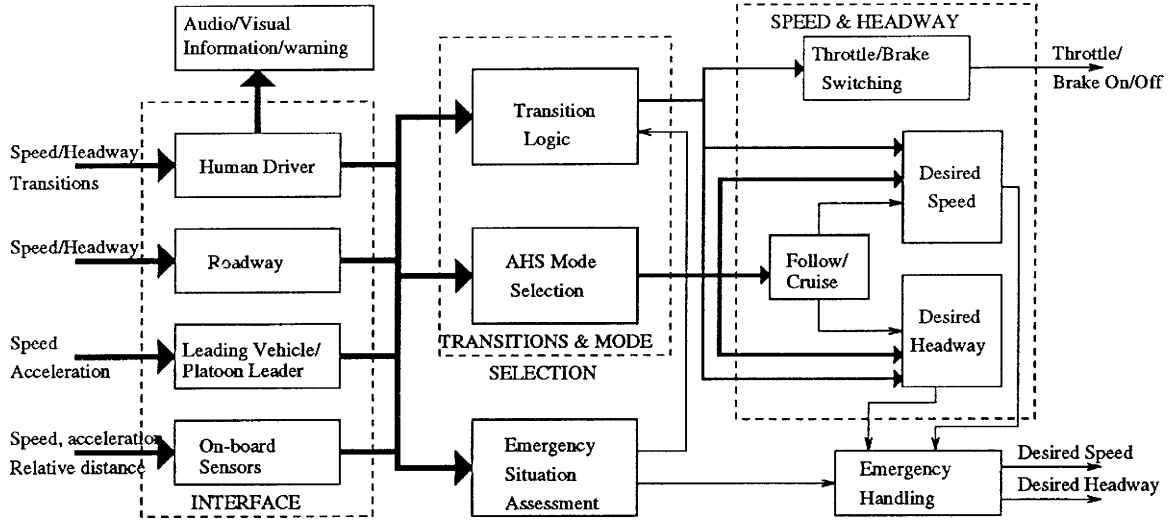 Audio/Visual
Information/warning
SPEED & HEADWAY
Throttle/Brake
Switching
Throttle/
Brake On/Off
Transition
Logic
Speed/Headway
Transitions
Human Driver
Desired
Speed
Speed/Headway
Roadway
AHS Mode
Selection
Follow/
Cruise
Desired
Headway
Speed
Acceleration
Leading Vehicle/
Platoon Leader
TRANSITIONS & MODE
SELECTION
Speed, acceleration
Relative distance
On-board
Sensors
INTERFACE
Emergency
Situation
Assessment
Emergency
Handling
Desired Speed
Desired Headway